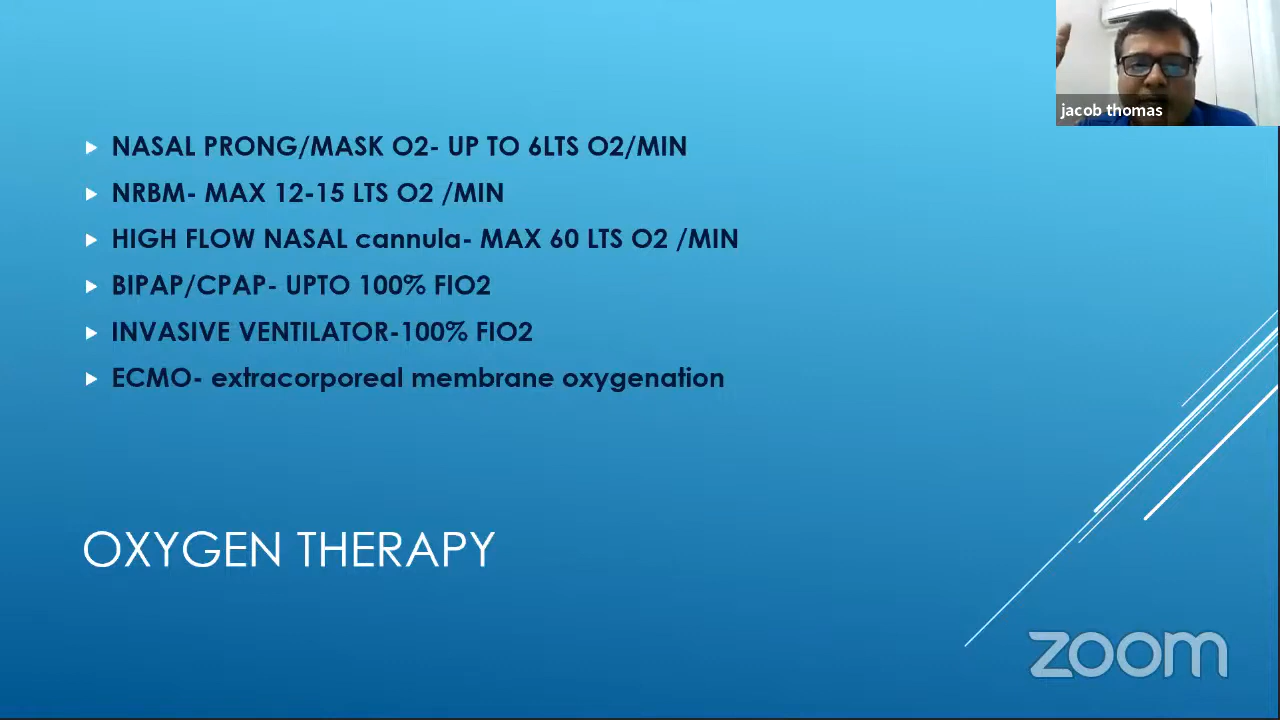 jacob thomas
NASAL PRONG/MASK O2- UP TO 6LTS O2/MIN
NRBM- MAX 12-15 LTS O2 /MIN
HIGH FLOW NASAL cannula- MAX 60 LTS O2 /MIN
BIPAP/CPAP- UPTO 100% FIO2
INVASIVE VENTILATOR-100% FIO2
ECMO- extracorporeal membrane oxygenation
OXYGEN THERAPY
zoom